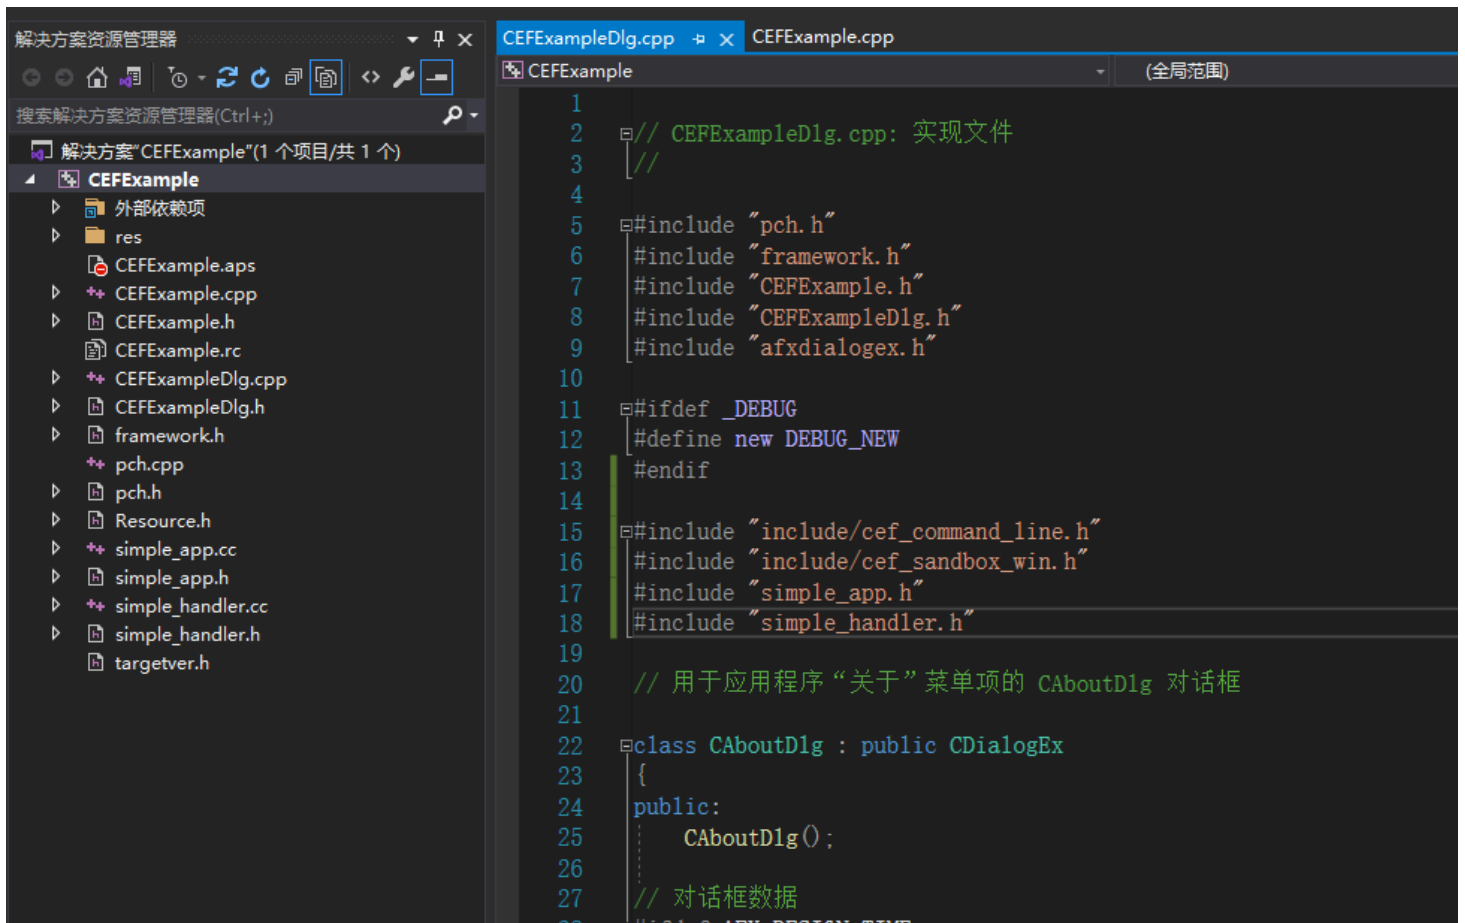 解决方案资源管理器
搜索解决方案资源管理器(Ctrl+;)
解决方案"CEFExample"(1 个项目/共 1 个)
CEFExample
外部依赖项
res
CEFExample.aps
CEFExample.cpp
CEFExample.h
CEFExample.rc
CEFExampleDlg.cpp
CEFExampleDlg.h
framework.h
pch.cpp
pch.h
Resource.h
simple_app.cc
simple_app.h
simple_handler.cc
simple_handler.h
targetver.h
CEFExampleDlg.cpp CEFExample.cpp
CEFExample (全局范围)
1
2 // CEFExampleDlg.cpp: 实现文件
3 //
4
5 #include "pch.h"
6 #include "framework.h"
7 #include "CEFExample.h"
8 #include "CEFExampleDlg.h"
9 #include "afxdialogex.h"
10
11 #ifdef _DEBUG
12 #define new DEBUG_NEW
13 #endif
14
15 #include "include/cef_command_line.h"
16 #include "include/cef_sandbox_win.h"
17 #include "simple_app.h"
18 #include "simple_handler.h"
19
20 // 用于应用程序“关于”菜单项的 CAboutDlg 对话框
21
22 class CAboutDlg : public CDialogEx
23 {
24 public:
25 CAboutDlg();
26
27 // 对话框数据